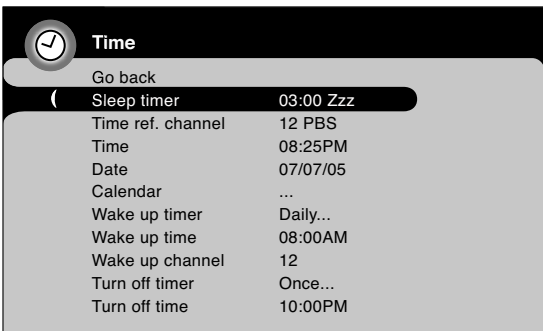 Time
Go back
Sleep timer 03:00 Zzz
Time ref. channel 12 PBS
Time 08:25PM
Date 07/07/05
Calendar ...
Wake up timer Daily...
Wake up time 08:00AM
Wake up channel 12
Turn off timer Once...
Turn off time 10:00PM